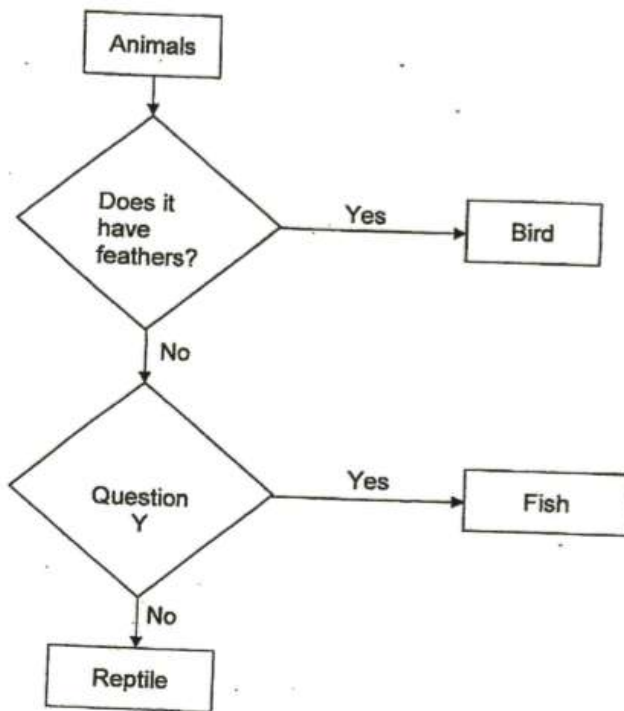 Animals
Does it
have
feathers?
Yes
Bird
No
Question
Y
Yes
Fish
No
Reptile